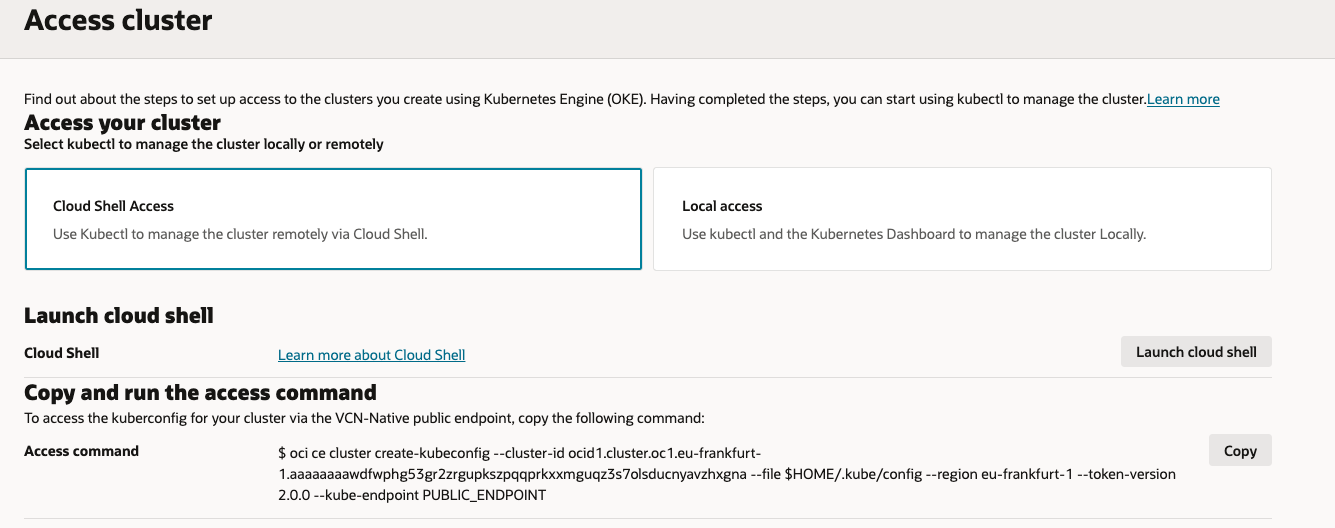 Access cluster
Find out about the steps to set up access to the clusters you create using Kubernetes Engine (OKE). Having completed the steps, you can start using kubectl to manage the cluster.Learn more
Access your cluster
Select kubectl to manage the cluster locally or remotely
Cloud Shell Access
Use Kubectl to manage the cluster remotely via Cloud Shell.
Local access
Use kubectl and the Kubernetes Dashboard to manage the cluster Locally.
Launch cloud shell
Cloud Shell
Learn more about Cloud Shell
Launch cloud shell
Copy and run the access command
To access the kuberconfig for your cluster via the VCN-Native public endpoint, copy the following command:
Access command
$ oci ce cluster create-kubeconfig --cluster-id ocid1.cluster.oc1.eu-frankfurt-
1.aaaaaaaawdfwphg53gr2zrgupkszpqqprkxxmguqz3s7olsducnyavzhxgna --file $HOME/.kube/config --region eu-frankfurt-1 --token-version
2.0.0 --kube-endpoint PUBLIC_ENDPOINT
Copy